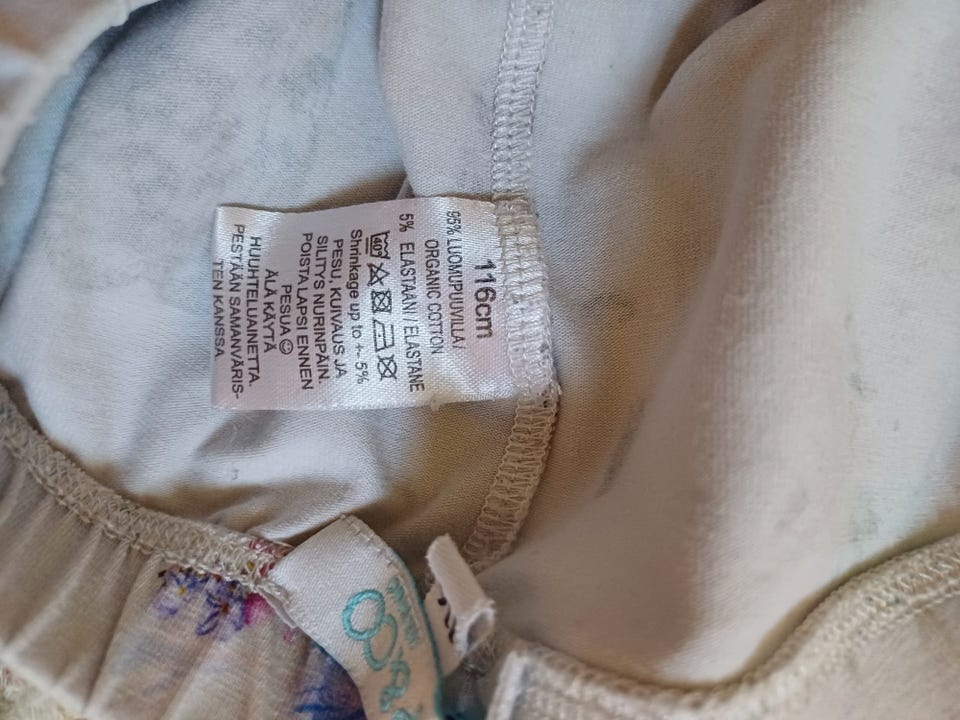 116cm
95% LUOMUPUUVILLA/
ORGANIC COTTON
5% ELASTAANI / ELASTANE
40
Shrinkage up to +- 5%
PESU, KUIVAUS JA
SILITYS NURINPÄIN.
POISTA LAPSI ENNEN
PESUA☺
ÄLÄ KÄYTÄ
HUUHTELUAINETTA.
PESTÄÄN SAMANVÄRIS-
TEN KANSSA